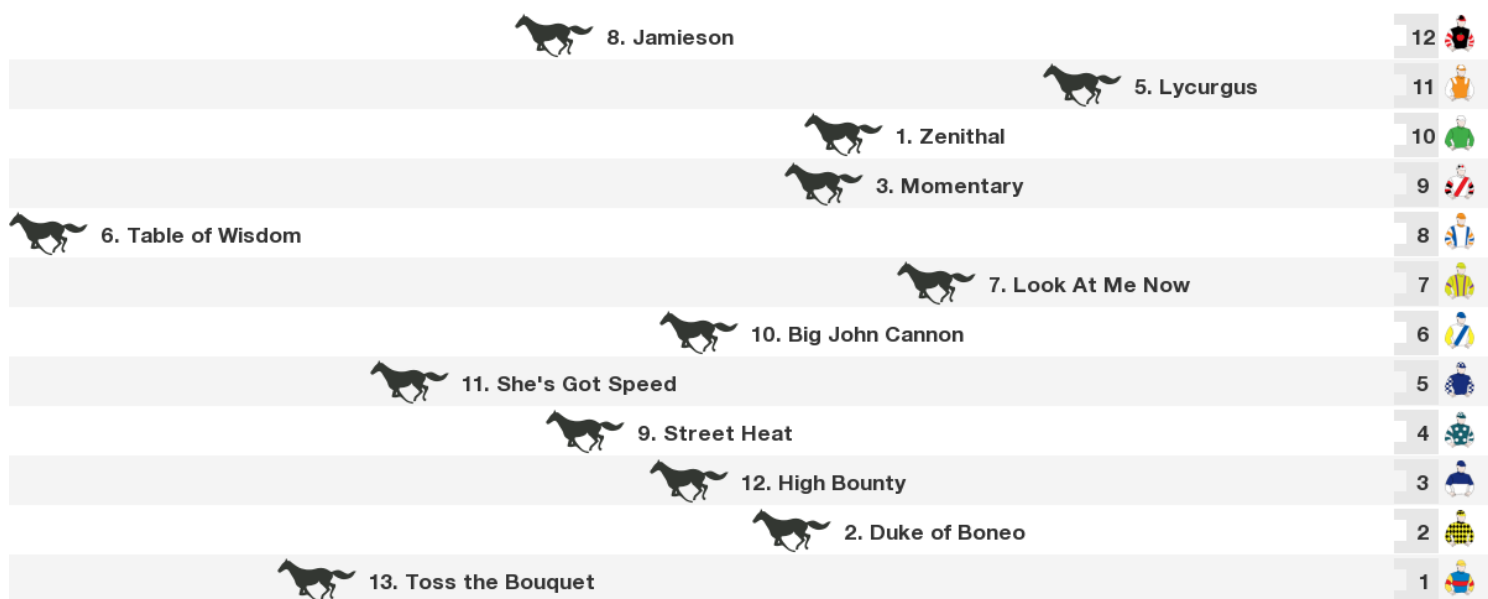 8. Jamieson 12
5. Lycurgus 11
1. Zenithal 10
3. Momentary 9
6. Table of Wisdom 8
7. Look At Me Now 7
10. Big John Cannon 6
11. She's Got Speed 5
9. Street Heat 4
12. High Bounty 3
2. Duke of Boneo 2
13. Toss the Bouquet 1